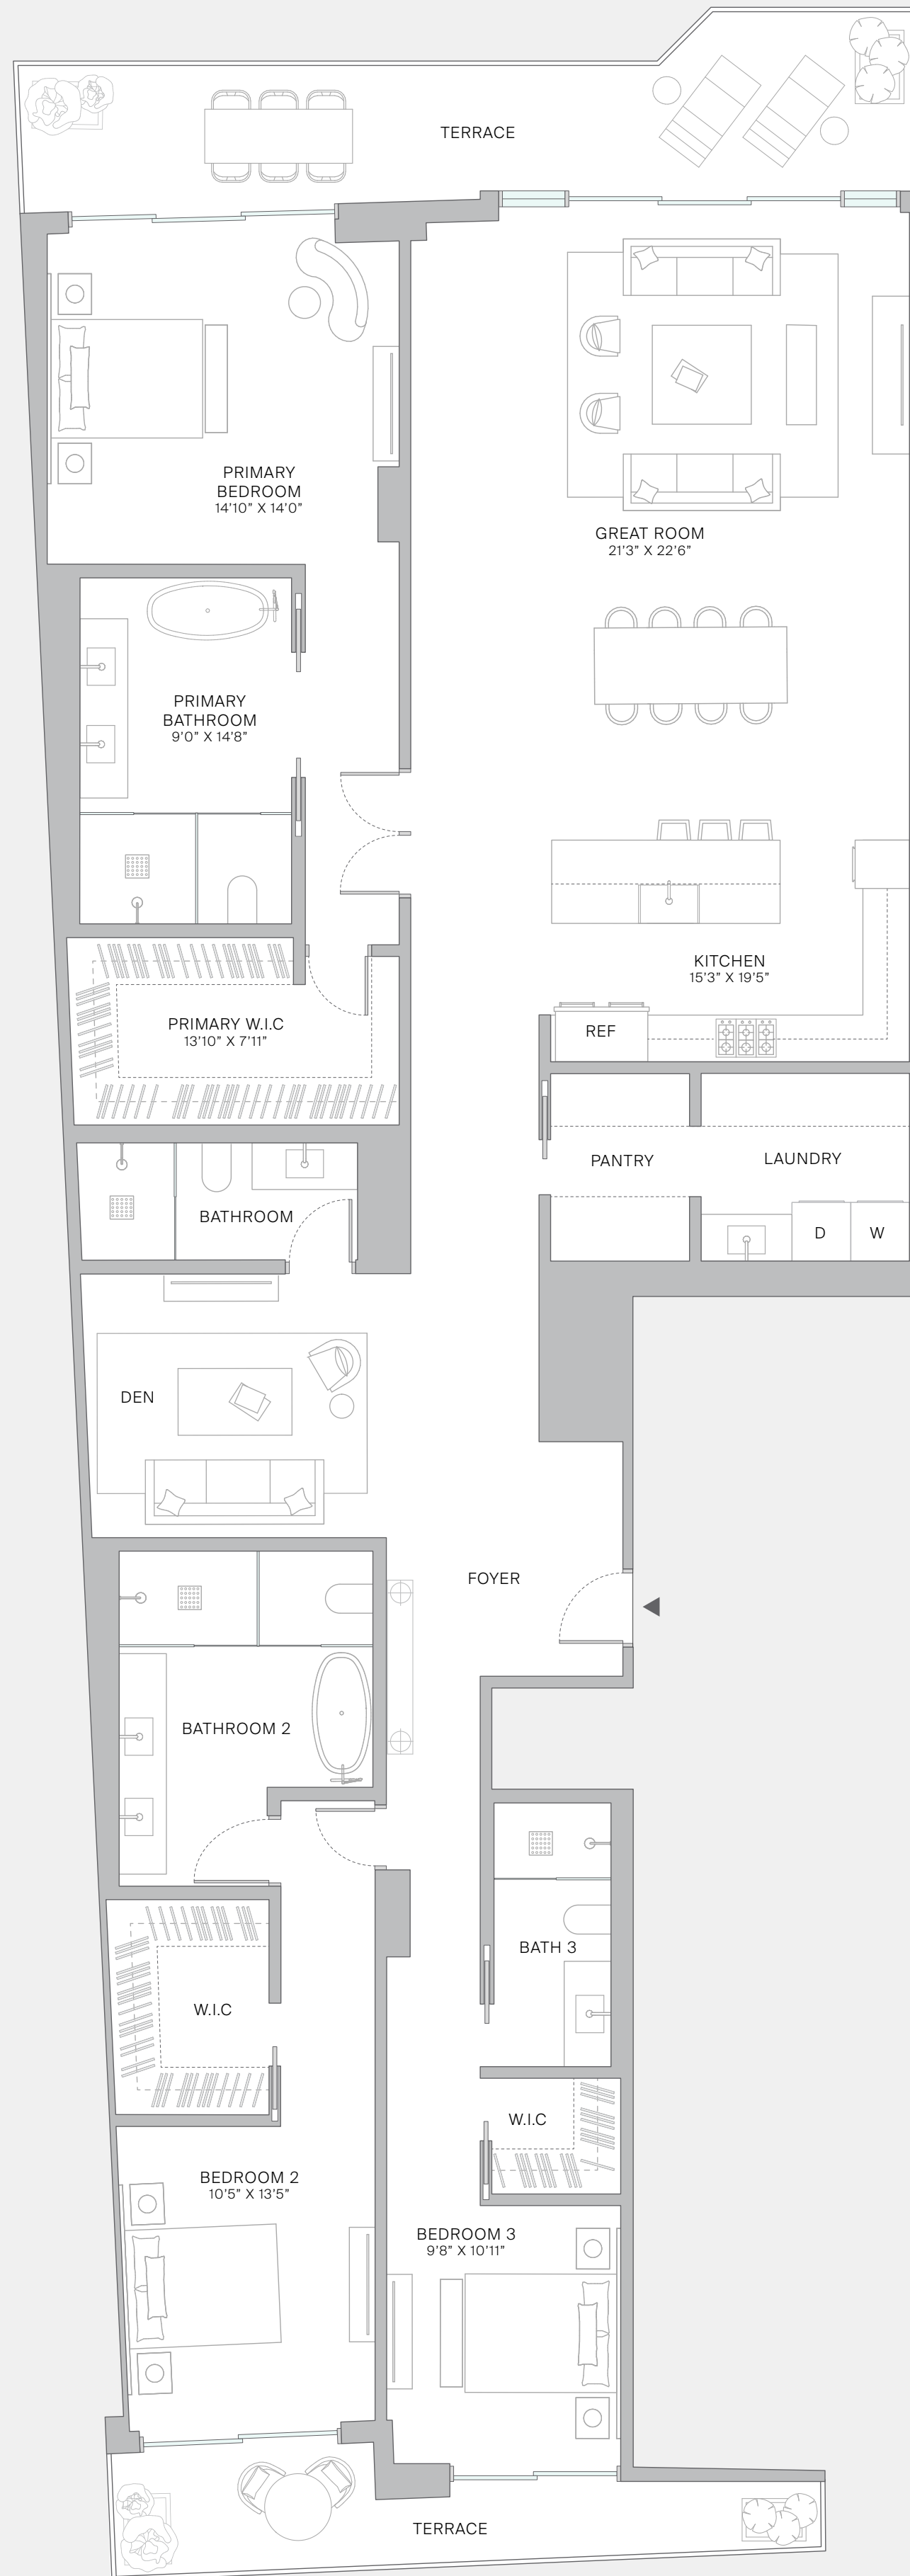 TERRACE
PRIMARY
BEDROOM
14'10" X 14'0"
GREAT ROOM
21'3" X 22'6"
PRIMARY
BATHROOM
9'0" X 14'8"
KITCHEN
15'3" X 19'5"
REF
PRIMARY W.I.C
13'10" X 7'11"
PANTRY
LAUNDRY
BATHROOM
D
W
DEN
FOYER
BATHROOM 2
BATH 3
W.I.C
W.I.C
BEDROOM 2
10'5" X 13'5"
BEDROOM 3
9'8" X 10'11"
TERRACE